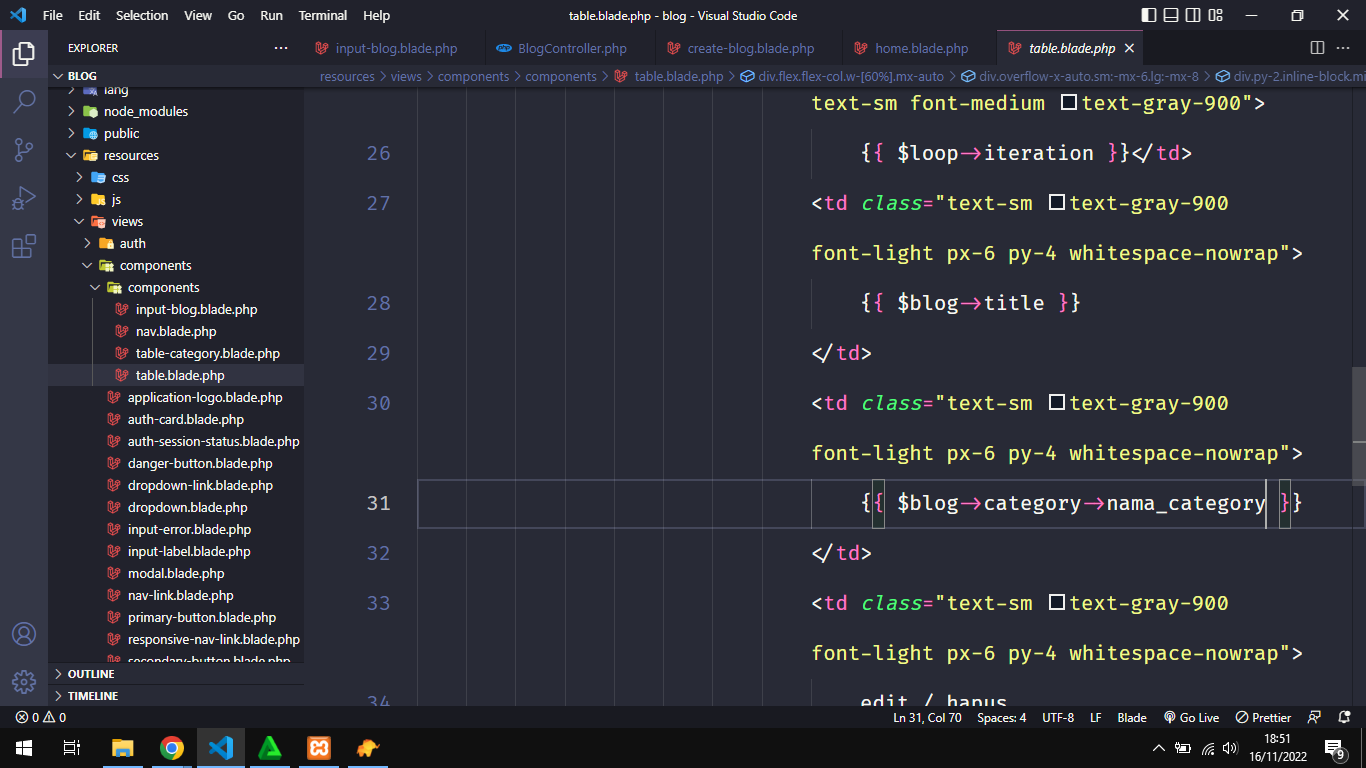 File Edit Selection View Go Run Terminal Help
table.blade.php - blog - Visual Studio Code
EXPLORER
input-blog.blade.php
BlogController.php
create-blog.blade.php
home.blade.php
table.blade.php
BLOG
resources > views > components > components > table.blade.php > div.flex.flex-col.w-[60%].mx-auto > div.overflow-x-auto.sm:-mx-6.lg:-mx-8 > div.py-2.inline-block.mi
lang
node_modules
public
resources
css
js
views
auth
components
components
input-blog.blade.php
nav.blade.php
table-category.blade.php
table.blade.php
application-logo.blade.php
auth-card.blade.php
auth-session-status.blade.php
danger-button.blade.php
dropdown-link.blade.php
dropdown.blade.php
input-error.blade.php
input-label.blade.php
modal.blade.php
nav-link.blade.php
primary-button.blade.php
responsive-nav-link.blade.php
secondary-button.blade.php
OUTLINE
TIMELINE
text-sm font-medium text-gray-900">
26 {{ $loop->iteration }}</td>
27 <td class="text-sm text-gray-900
font-light px-6 py-4 whitespace-nowrap">
28 {{ $blog->title }}
29 </td>
30 <td class="text-sm text-gray-900
font-light px-6 py-4 whitespace-nowrap">
31 {{ $blog->category->nama_category }}
32 </td>
33 <td class="text-sm text-gray-900
font-light px-6 py-4 whitespace-nowrap">
34 edit / hapus
0 0
Ln 31, Col 70 Spaces: 4 UTF-8 LF Blade Go Live Prettier
18:51
16/11/2022
9